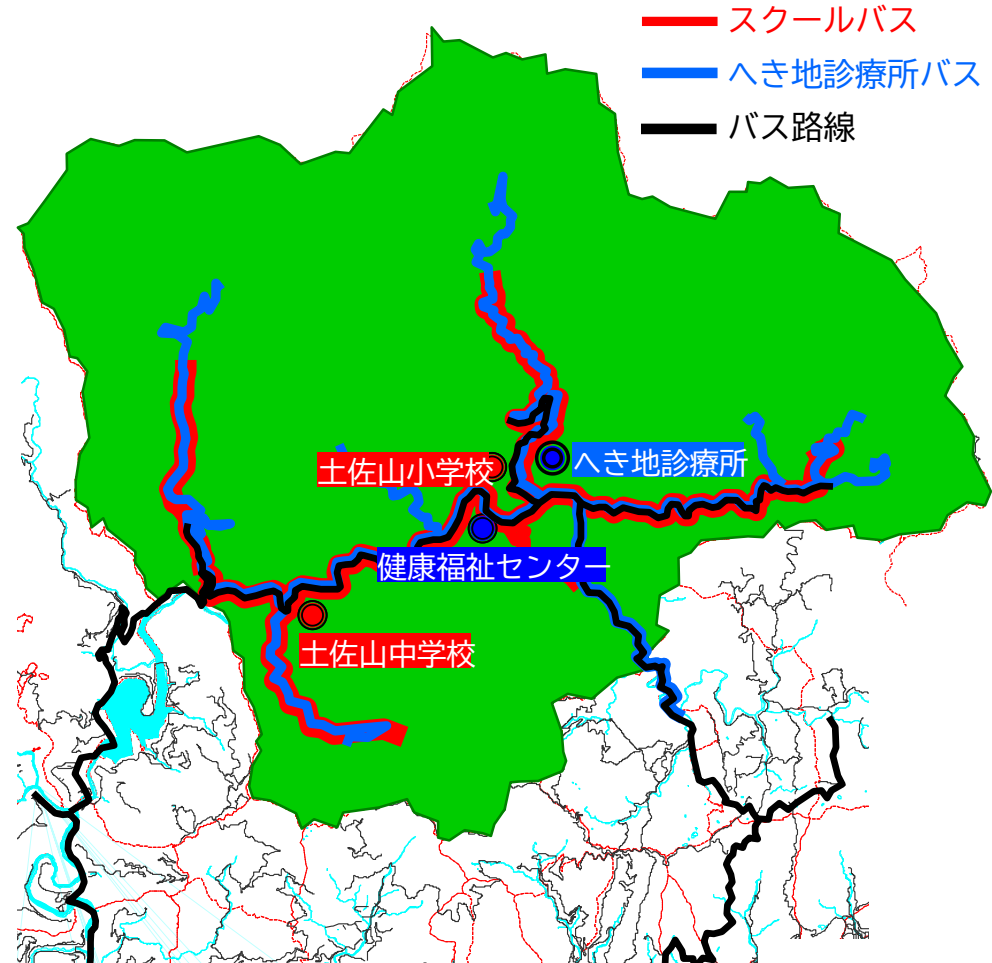 スクールバス
へき地診療所バス
バス路線
土佐山小学校
へき地診療所
健康福祉センター
土佐山中学校